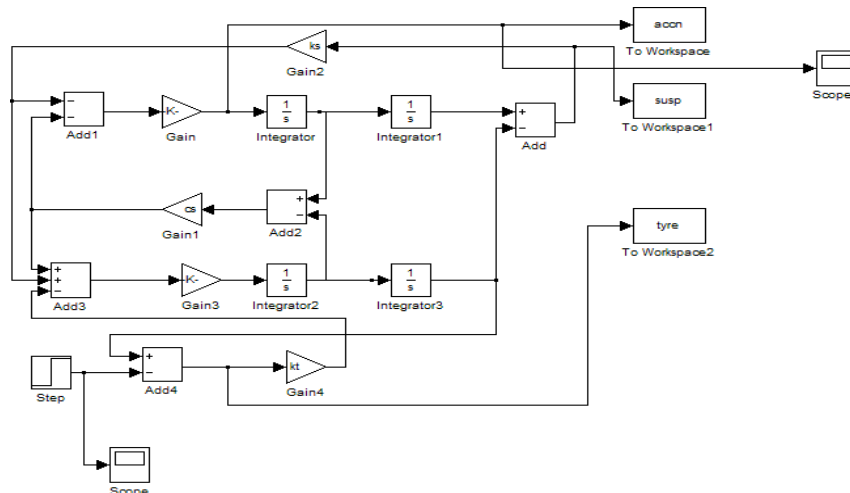 accn
To Workspace
ks
Gain2
Scope
susp
To Workspace1
−
−
Add1
K-
Gain
1
s
Integrator
1
s
Integrator1
+
−
Add
cs
Gain1
+
−
Add2
tyre
To Workspace2
+
+
−
Add3
K-
Gain3
1
s
Integrator2
1
s
Integrator3
+
−
Add4
kt
Gain4
Step
Scope